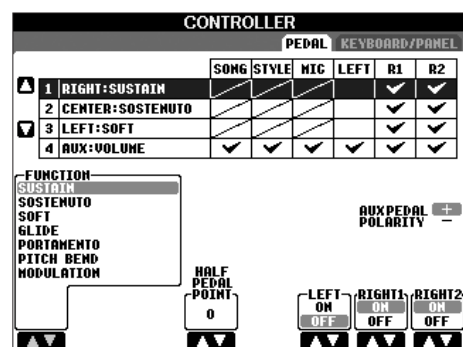 CONTROLLER
PEDAL KEYBOARD/PANEL
SONG STYLE MIC LEFT R1 R2
1 RIGHT:SUSTAIN
2 CENTER:SOSTENUTO
3 LEFT:SOFT
4 AUX:VOLUME
FUNCTION
SUSTAIN
SOSTENUTO
SOFT
GLIDE
PORTAMENTO
PITCH BEND
MODULATION
AUX PEDAL +
POLARITY −
HALF
PEDAL
POINT
0
LEFT RIGHT1 RIGHT2
ON ON ON
OFF OFF OFF